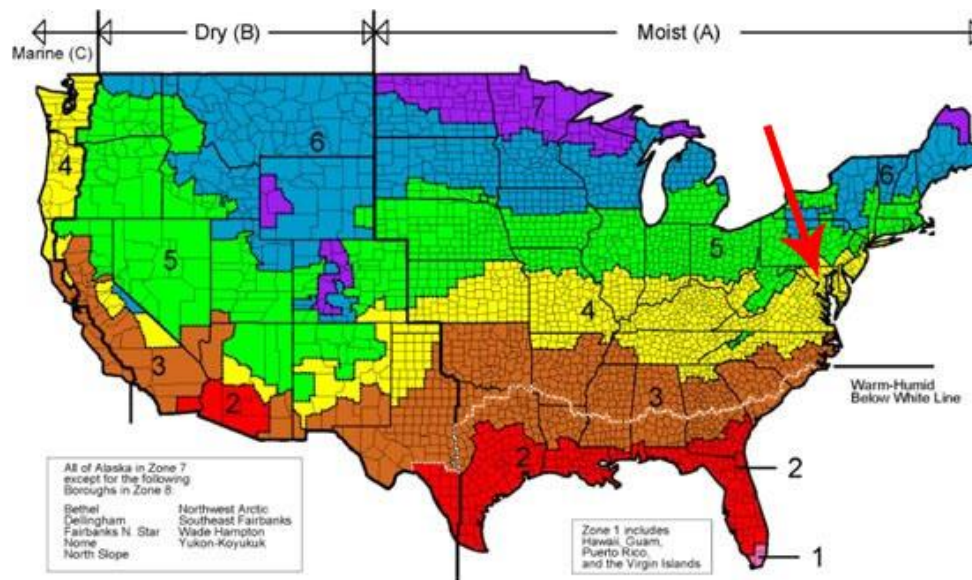 Marine (C)
Dry (B)
Moist (A)
7
6
6
4
5
5
4
3
3
2
2
2
1
Warm-Humid
Below White Line
All of Alaska in Zone 7
except for the following
Boroughs in Zone 8:
Bethel Northwest Arctic
Dellingham Southeast Fairbanks
Fairbanks N. Star Wade Hampton
Nome Yukon-Koyukuk
North Slope
Zone 1 includes
Hawaii, Guam,
Puerto Rico,
and the Virgin Islands